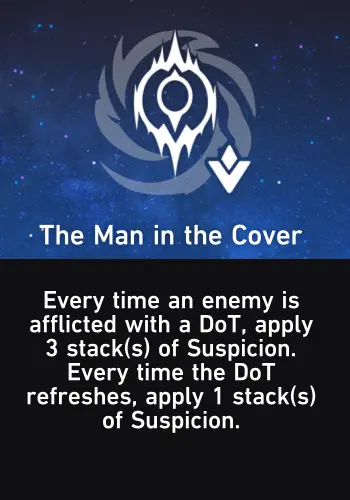 The Man in the Cover
Every time an enemy is
afflicted with a DoT, apply
3 stack(s) of Suspicion.
Every time the DoT
refreshes, apply 1 stack(s)
of Suspicion.